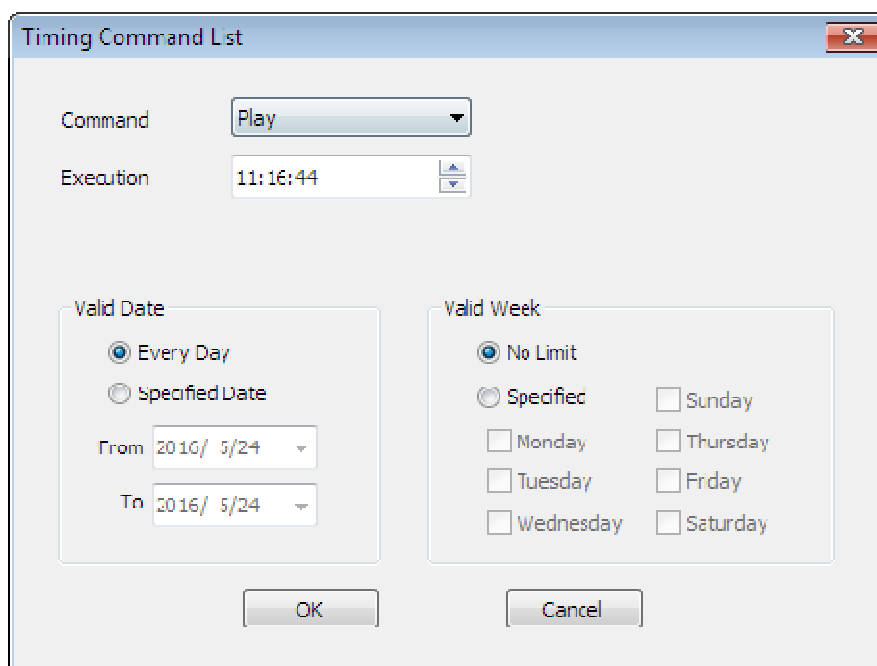 Timing Command List
Command Play
Execution 11:16:44
Valid Date
Every Day
Specified Date
From 2016/ 5/24
To 2016/ 5/24
Valid Week
No Limit
Specified Sunday
Monday Thursday
Tuesday Friday
Wednesday Saturday
OK Cancel